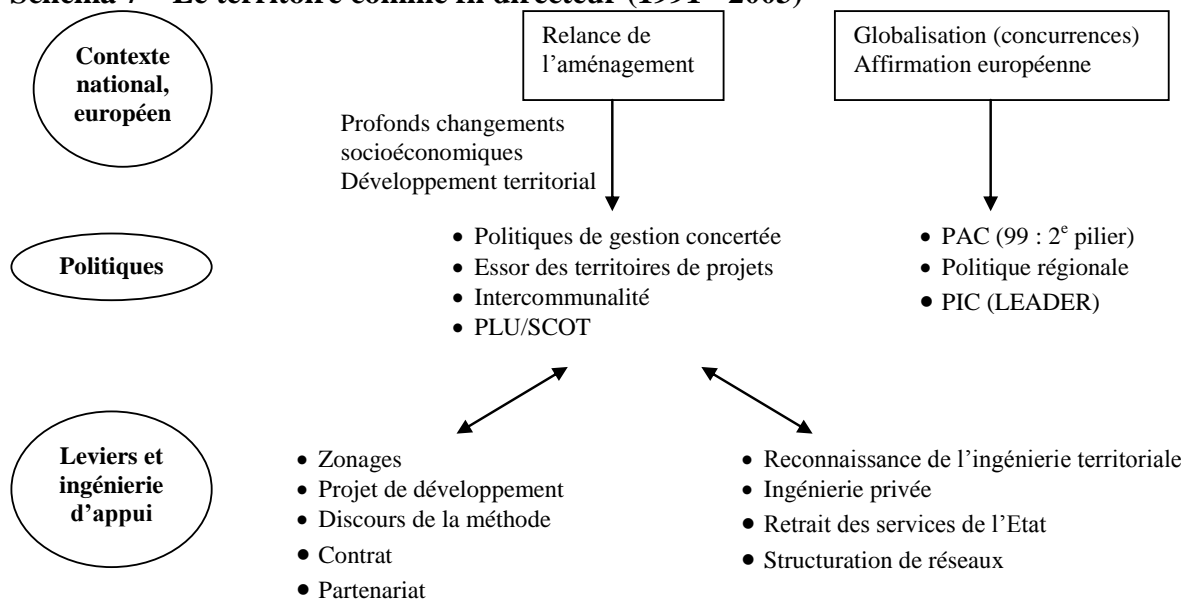 Schéma 7 – Le territoire comme fil directeur (1991 - 2005)
Contexte
national,
européen
Relance de
l’aménagement
Globalisation (concurrences)
Affirmation européenne
Profonds changements
socioéconomiques
Développement territorial
Politiques
• Politiques de gestion concertée
• Essor des territoires de projets
• Intercommunalité
• PLU/SCOT
• PAC (99 : 2e pilier)
• Politique régionale
• PIC (LEADER)
Leviers et
ingénierie
d’appui
• Zonages
• Projet de développement
• Discours de la méthode
• Contrat
• Partenariat
• Reconnaissance de l’ingénierie territoriale
• Ingénierie privée
• Retrait des services de l’Etat
• Structuration de réseaux